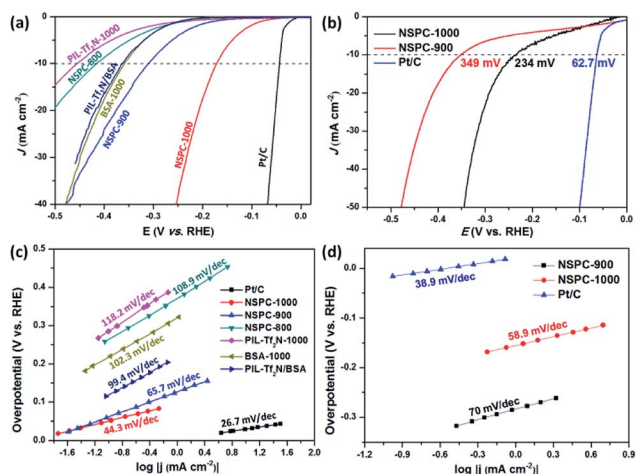 (a)
J (mA cm⁻²)
0
-10
-20
-30
-40
PIL-Tf₂N-1000
NSPC-800
PIL-Tf₂N/BSA
BSA-1000
NSPC-900
NSPC-1000
Pt/C
-0.5 -0.4 -0.3 -0.2 -0.1 0.0
E (V vs. RHE)
(b)
J (mA cm⁻²)
0
-10
-20
-30
-40
-50
NSPC-1000
NSPC-900
Pt/C
349 mV
234 mV
62.7 mV
-0.5 -0.4 -0.3 -0.2 -0.1 0.0
E (V vs. RHE)
(c)
Overpotential (V vs. RHE)
0.5
0.4
0.3
0.2
0.1
0.0
118.2 mV/dec
108.9 mV/dec
102.3 mV/dec
99.4 mV/dec
65.7 mV/dec
44.3 mV/dec
26.7 mV/dec
Pt/C
NSPC-1000
NSPC-900
NSPC-800
PIL-Tf₂N-1000
BSA-1000
PIL-Tf₂N/BSA
-1.8 -1.2 -0.6 0.0 0.6 1.2 1.8 2.4 3.0 3.6
log |j (mA cm⁻²)|
(d)
Overpotential (V vs. RHE)
0.0
-0.1
-0.2
-0.3
38.9 mV/dec
58.9 mV/dec
70 mV/dec
NSPC-900
NSPC-1000
Pt/C
-1.2 -0.6 0.0 0.6 1.2
log |j (mA cm⁻²)|